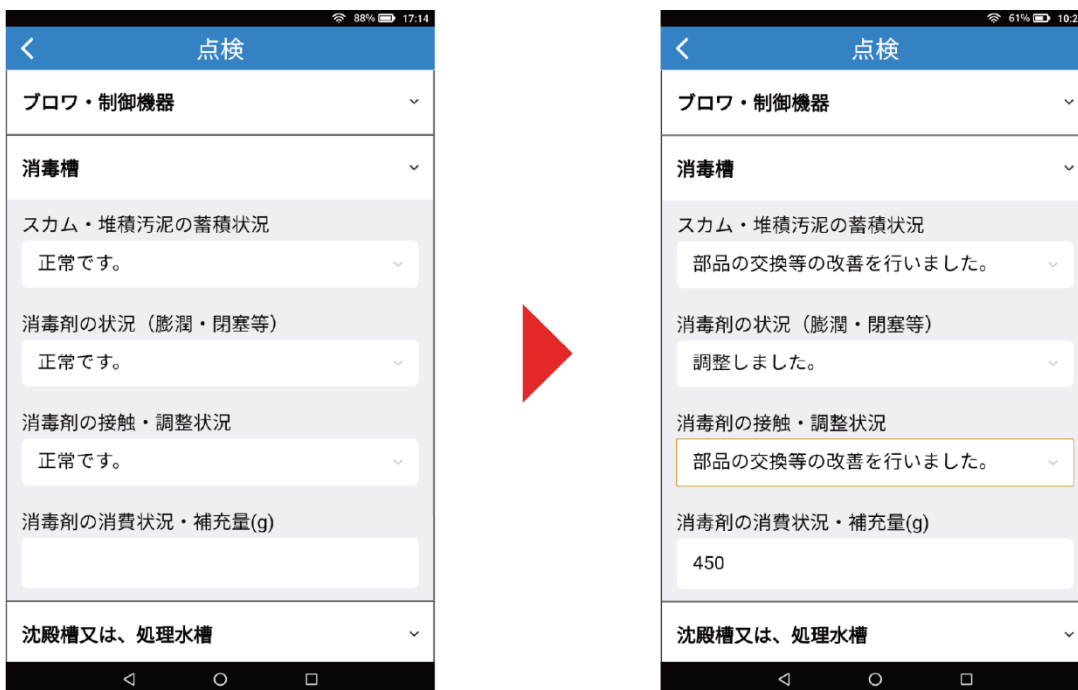 88% 17:14
点検
ブロワ・制御機器
消毒槽
スカム・堆積汚泥の蓄積状況
正常です。
消毒剤の状況（膨潤・閉塞等）
正常です。
消毒剤の接触・調整状況
正常です。
消毒剤の消費状況・補充量(g)
沈殿槽又は、処理水槽
61% 10:2
点検
ブロワ・制御機器
消毒槽
スカム・堆積汚泥の蓄積状況
部品の交換等の改善を行いました。
消毒剤の状況（膨潤・閉塞等）
調整しました。
消毒剤の接触・調整状況
部品の交換等の改善を行いました。
消毒剤の消費状況・補充量(g)
450
沈殿槽又は、処理水槽